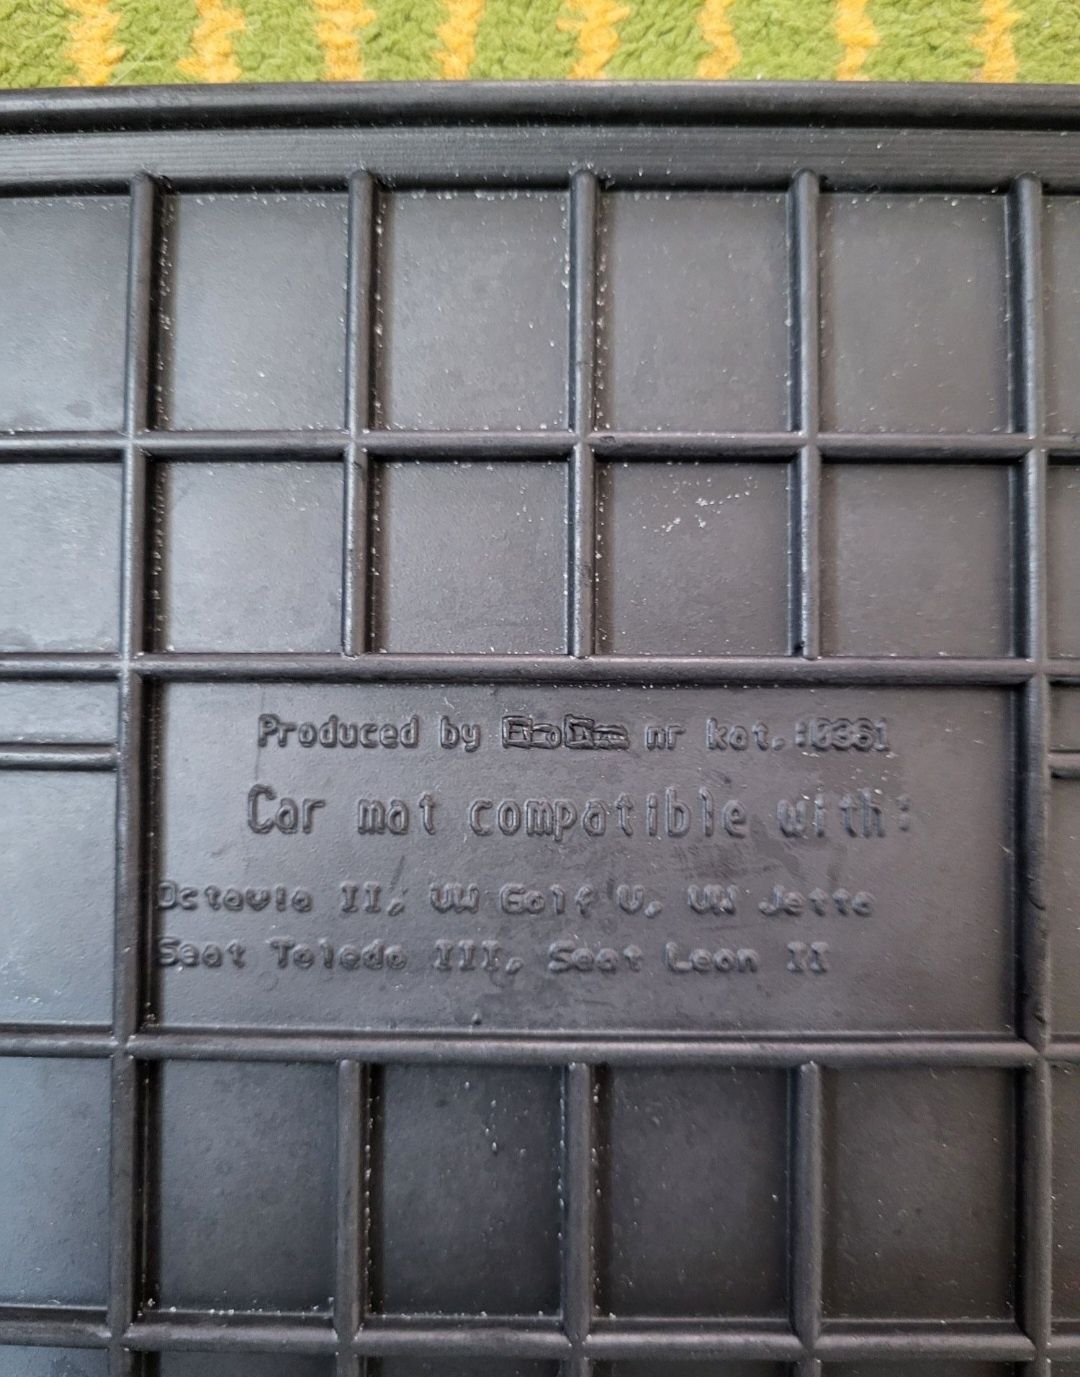 Produced by nr kat.:0361
Car mat compatible with:
Octavia II, VW Golf V, VW Jetta
Seat Toledo III, Seat Leon II